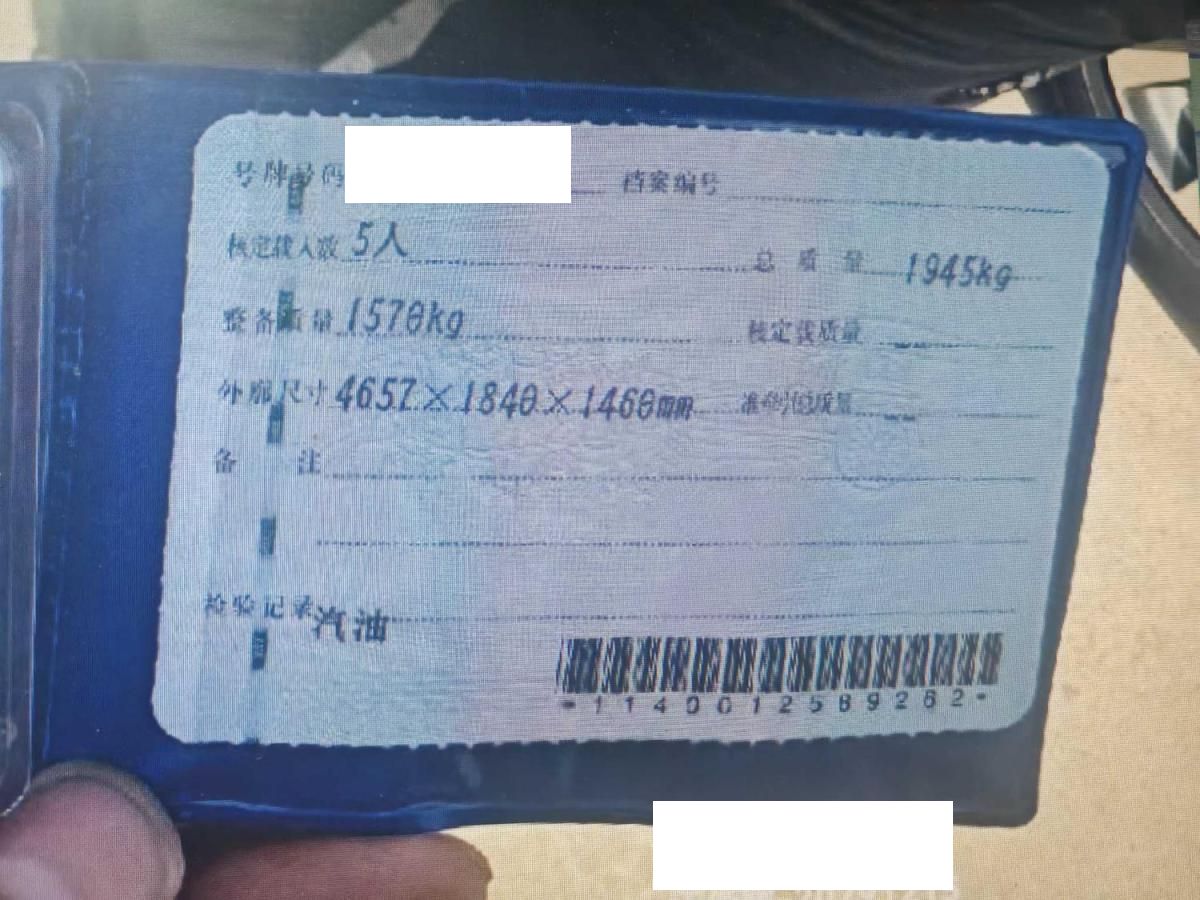 号牌号码 档案编号
核定载人数 5人 总质量 1945kg
整备质量 1570kg 核定载质量 --
外廓尺寸 4657×1840×1460mm 准牵引总质量 --
备注
检验记录 汽油
*1140012589262*